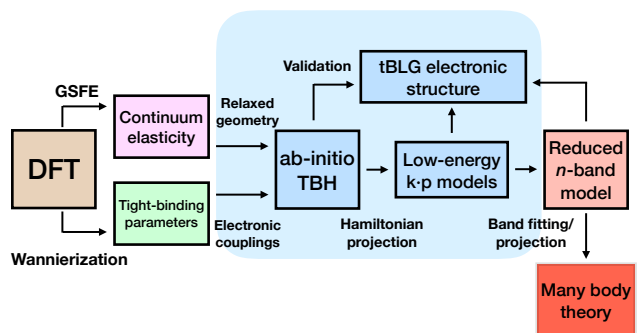 GSFE
DFT
Wannierization
Continuum
elasticity
Tight-binding
parameters
Relaxed
geometry
Electronic
couplings
Validation
ab-initio
TBH
tBLG electronic
structure
Hamiltonian
projection
Low-energy
k·p models
Band fitting/
projection
Reduced
n-band
model
Many body
theory